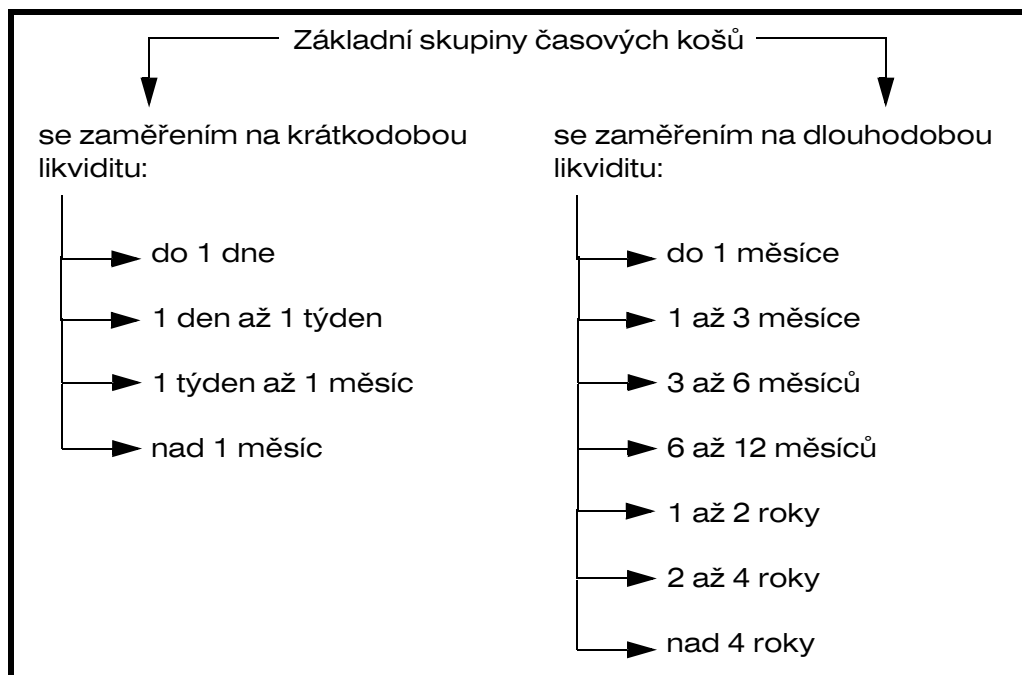 Základní skupiny časových košů
se zaměřením na krátkodobou
likviditu:
do 1 dne
1 den až 1 týden
1 týden až 1 měsíc
nad 1 měsíc
se zaměřením na dlouhodobou
likviditu:
do 1 měsíce
1 až 3 měsíce
3 až 6 měsíců
6 až 12 měsíců
1 až 2 roky
2 až 4 roky
nad 4 roky